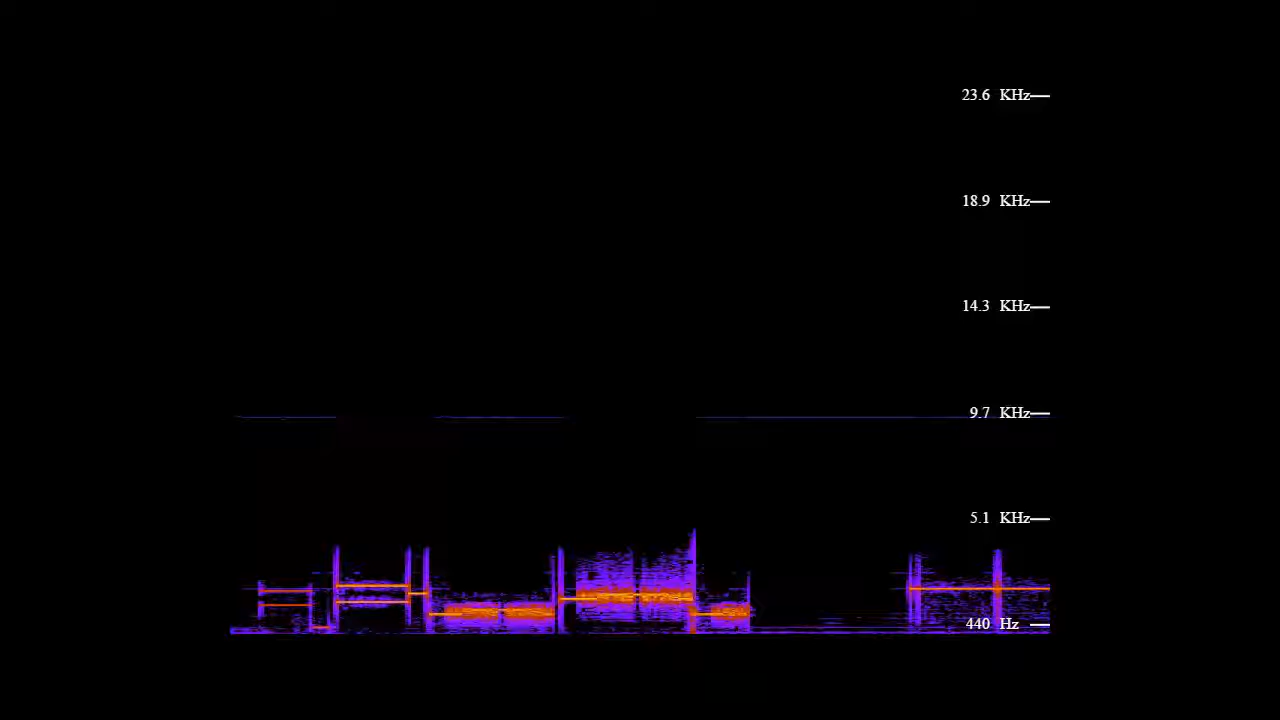 23.6 KHz
18.9 KHz
14.3 KHz
9.7 KHz
5.1 KHz
440 Hz